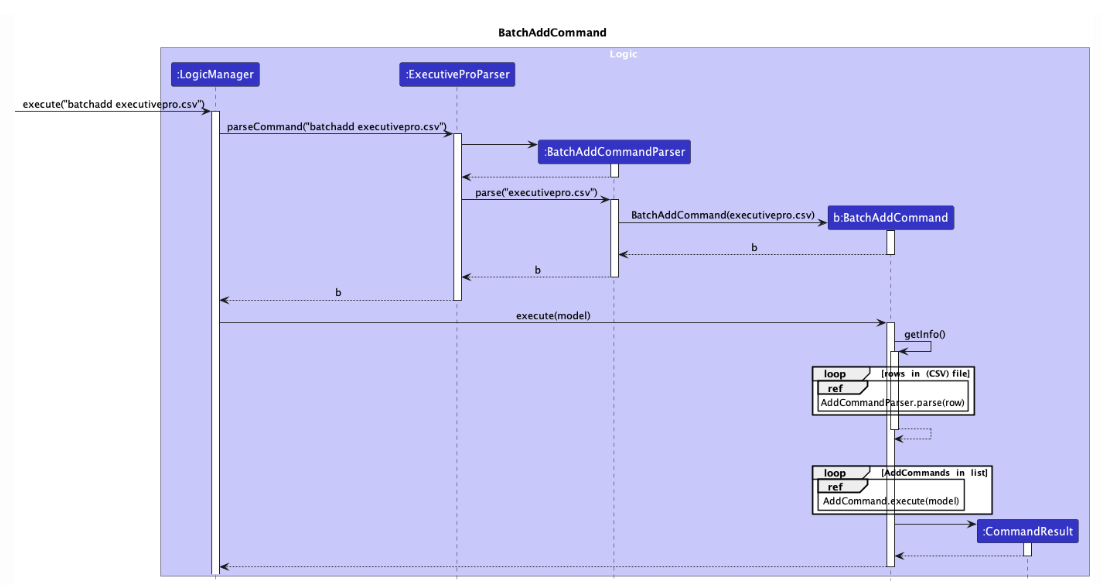 BatchAddCommand
Logic
:LogicManager
:ExecutiveProParser
execute("batchadd executivepro.csv")
parseCommand("batchadd executivepro.csv")
:BatchAddCommandParser
parse("executivepro.csv")
BatchAddCommand(executivepro.csv)
b:BatchAddCommand
b
b
b
execute(model)
getInfo()
loop [rows in (CSV) file]
ref
AddCommandParser.parse(row)
loop [AddCommands in list]
ref
AddCommand.execute(model)
:CommandResult